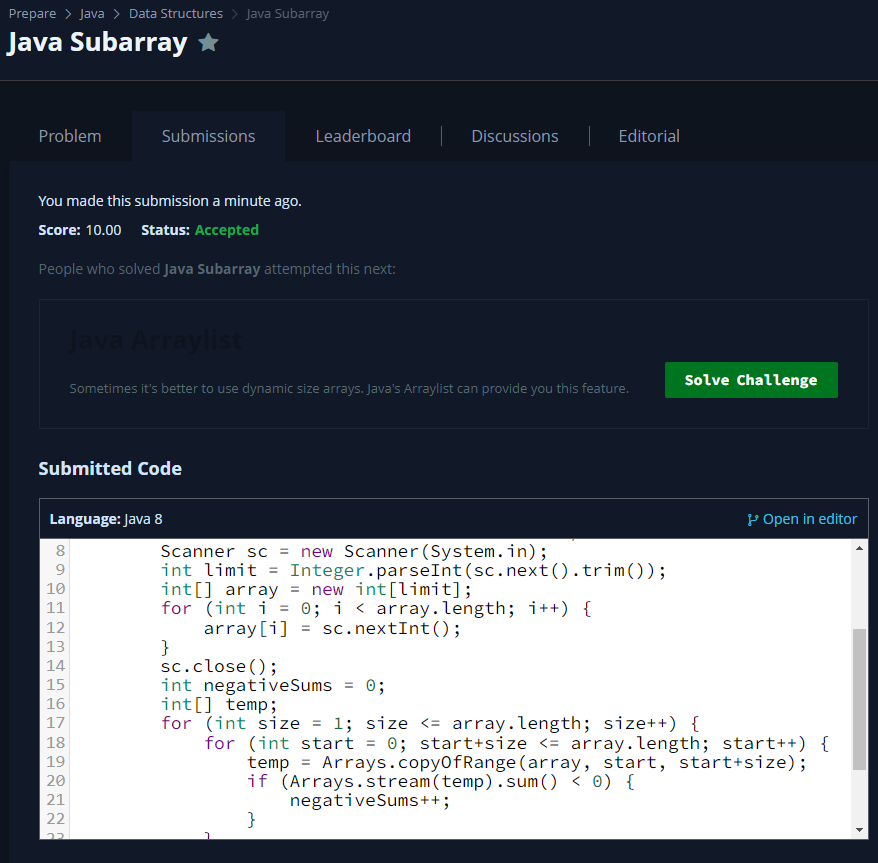 Prepare > Java > Data Structures > Java Subarray
Java Subarray
Problem Submissions Leaderboard Discussions Editorial
You made this submission a minute ago.
Score: 10.00 Status: Accepted
People who solved Java Subarray attempted this next:
Java Arraylist
Sometimes it's better to use dynamic size arrays. Java's Arraylist can provide you this feature.
Solve Challenge
Submitted Code
Language: Java 8 Open in editor
8 Scanner sc = new Scanner(System.in);
9 int limit = Integer.parseInt(sc.next().trim());
10 int[] array = new int[limit];
11 for (int i = 0; i < array.length; i++) {
12 array[i] = sc.nextInt();
13 }
14 sc.close();
15 int negativeSums = 0;
16 int[] temp;
17 for (int size = 1; size <= array.length; size++) {
18 for (int start = 0; start+size <= array.length; start++) {
19 temp = Arrays.copyOfRange(array, start, start+size);
20 if (Arrays.stream(temp).sum() < 0) {
21 negativeSums++;
22 }
23 }